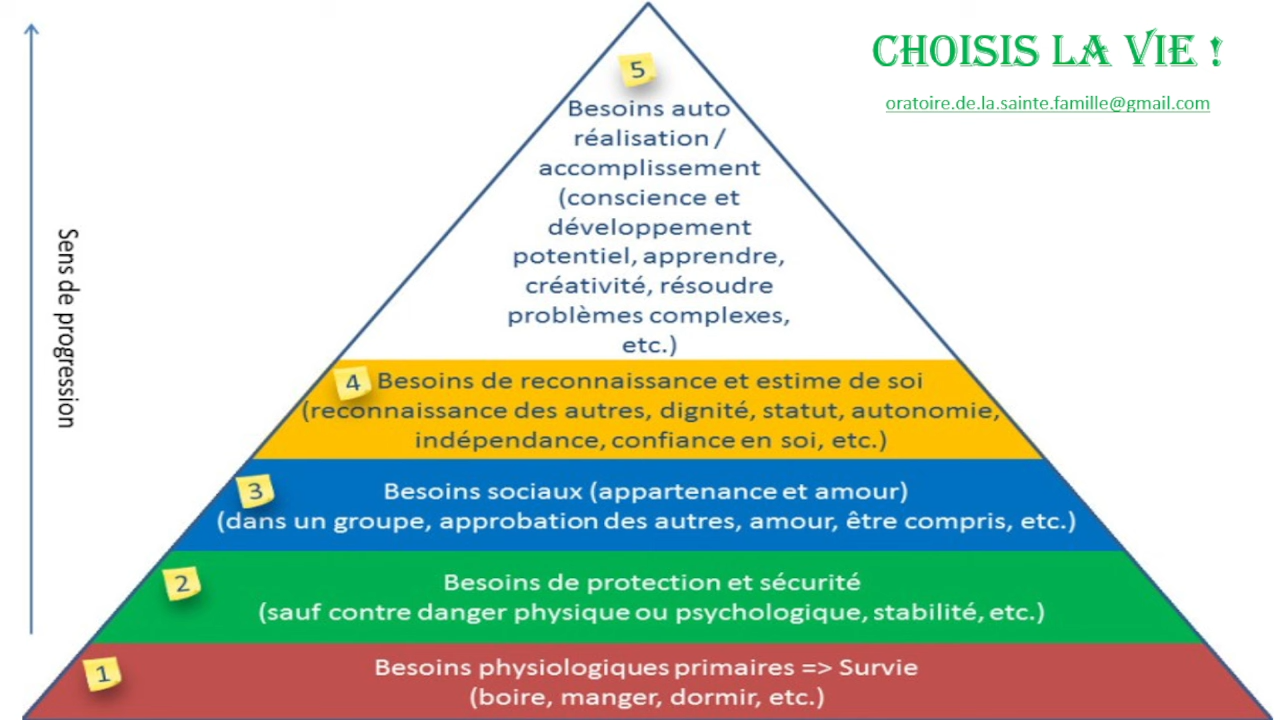 CHOISIS LA VIE !
oratoire.de.la.sainte.famille@gmail.com
Sens de progression
5
Besoins auto
réalisation /
accomplissement
(conscience et
développement
potentiel, apprendre,
créativité, résoudre
problèmes complexes,
etc.)
4 Besoins de reconnaissance et estime de soi
(reconnaissance des autres, dignité, statut, autonomie,
indépendance, confiance en soi, etc.)
3 Besoins sociaux (appartenance et amour)
(dans un groupe, approbation des autres, amour, être compris, etc.)
2 Besoins de protection et sécurité
(sauf contre danger physique ou psychologique, stabilité, etc.)
1 Besoins physiologiques primaires => Survie
(boire, manger, dormir, etc.)